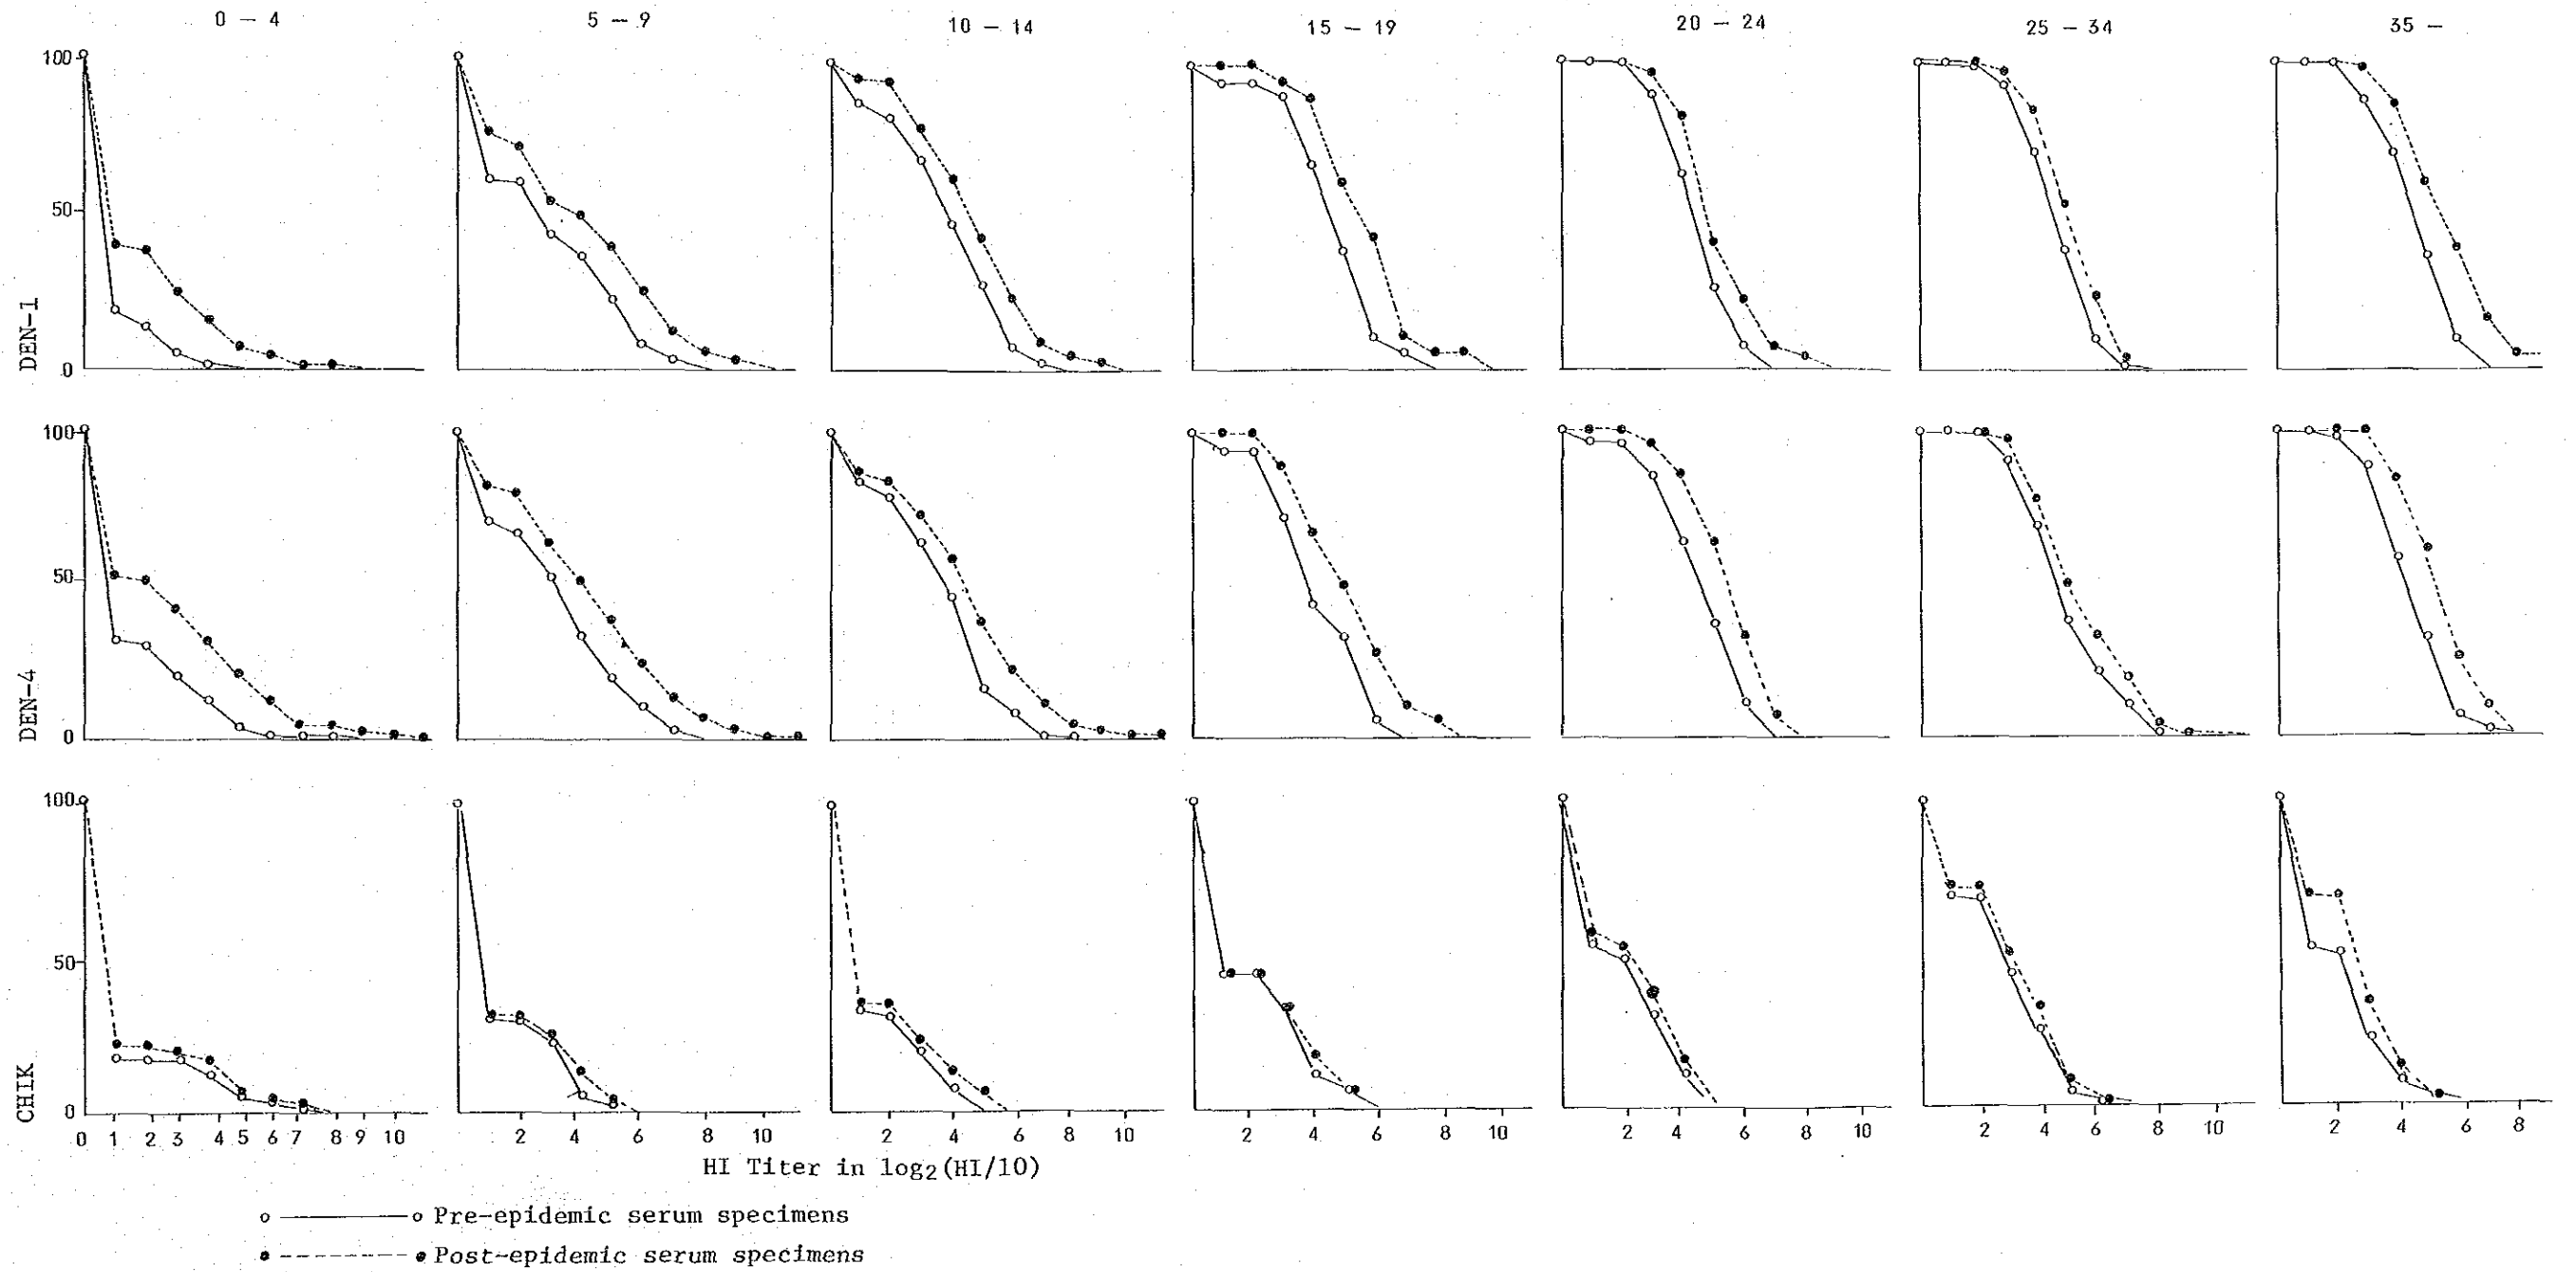 0 — 4 5 — 9 10 — 14 15 — 19 20 — 24 25 — 34 35 —
100
50
0
DEN-1
100
50
0
DEN-4
100
50
0
CHIK
0 1 2 3 4 5 6 7 8 9 10 2 4 6 8 10 2 4 6 8 10 2 4 6 8 10 2 4 6 8 10 2 4 6 8 10 2 4 6 8
HI Titer in log2(HI/10)
Pre-epidemic serum specimens
Post-epidemic serum specimens